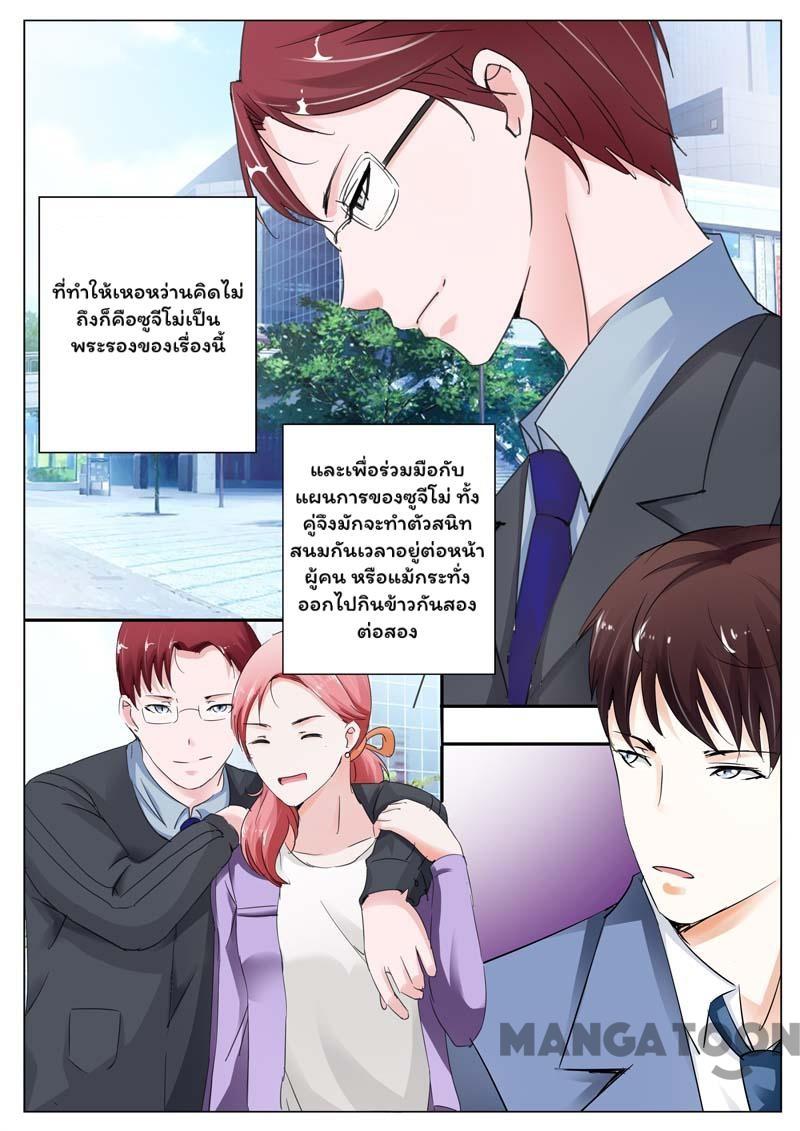 ที่ทำให้เหอหว่านคิดไม่
ถึงก็คือซูจีโม่เป็น
พระรองของเรื่องนี้
และเพื่อร่วมมือกับ
แผนการของซูจีโม่ ทั้ง
คู่จึงมักจะทำตัวสนิท
สนมกันเวลาอยู่ต่อหน้า
ผู้คน หรือแม้กระทั่ง
ออกไปกินข้าวกันสอง
ต่อสอง
MANGATOON